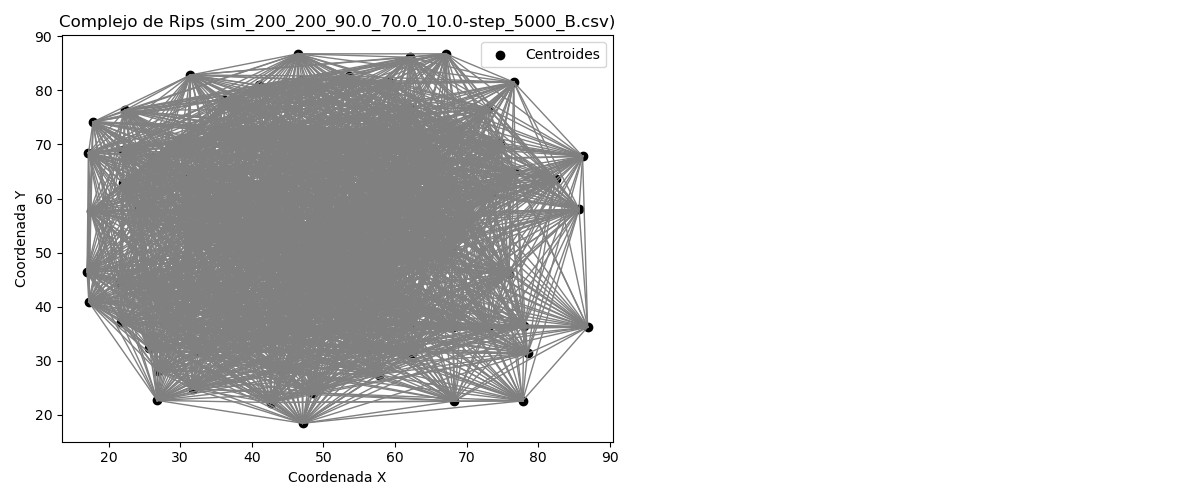 Complejo de Rips (sim_200_200_90.0_70.0_10.0-step_5000_B.csv)
Centroides
Coordenada Y
90
80
70
60
50
40
30
20
20 30 40 50 60 70 80 90
Coordenada X